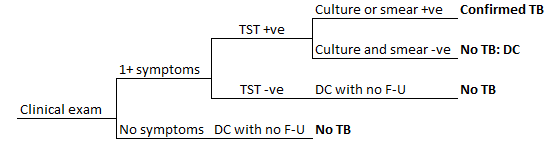 Culture or smear +ve Confirmed TB
TST +ve
Culture and smear -ve No TB: DC
1+ symptoms
TST -ve DC with no F-U No TB
Clinical exam
No symptoms DC with no F-U No TB